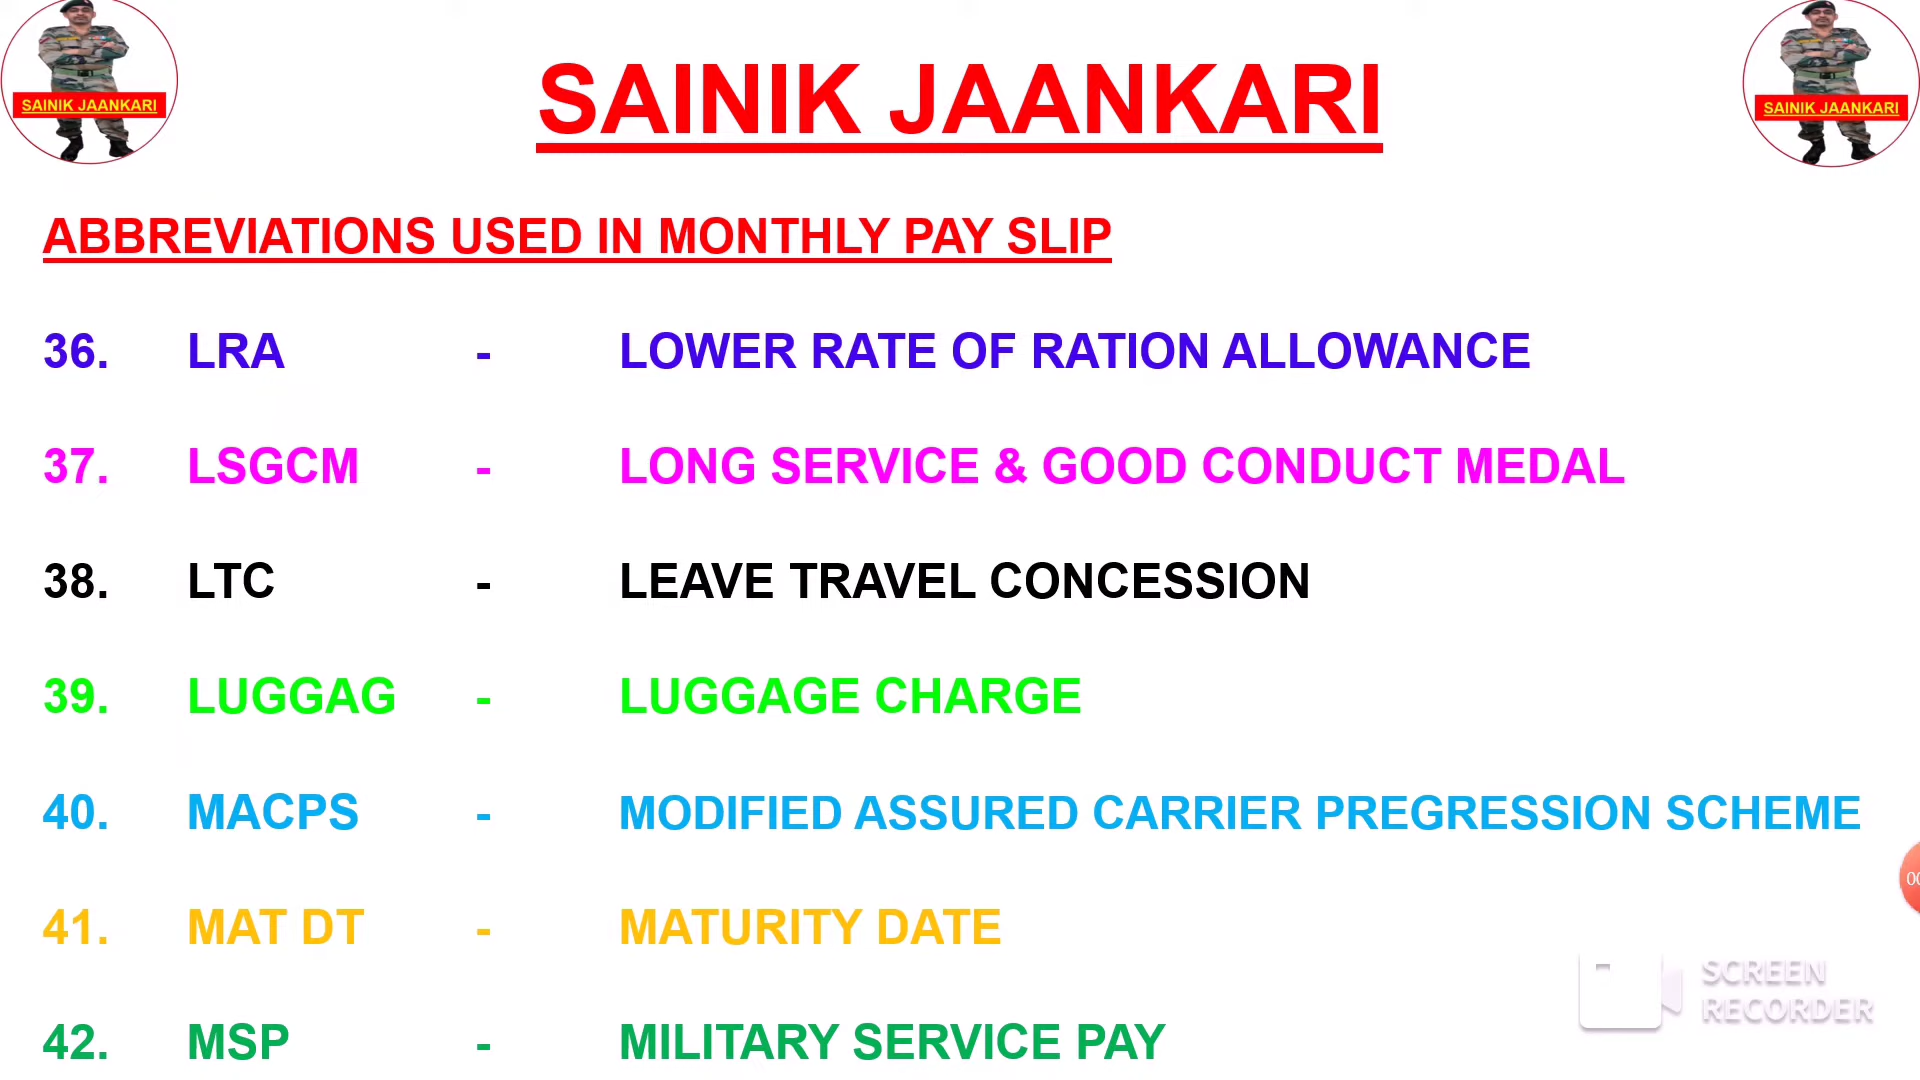 SAINIK JAANKARI
SAINIK JAANKARI
SAINIK JAANKARI
ABBREVIATIONS USED IN MONTHLY PAY SLIP
36. LRA - LOWER RATE OF RATION ALLOWANCE
37. LSGCM - LONG SERVICE & GOOD CONDUCT MEDAL
38. LTC - LEAVE TRAVEL CONCESSION
39. LUGGAG - LUGGAGE CHARGE
40. MACPS - MODIFIED ASSURED CARRIER PREGRESSION SCHEME
41. MAT DT - MATURITY DATE
42. MSP - MILITARY SERVICE PAY
SCREEN
RECORDER